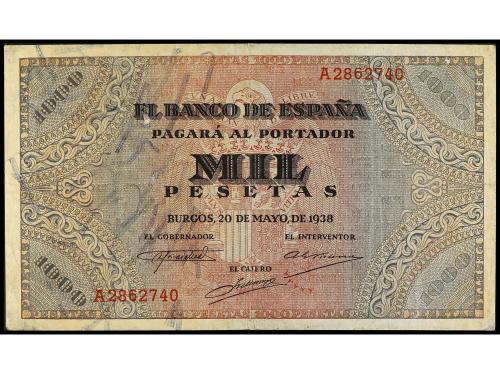 1000 1000
A2862740
EL BANCO DE ESPAÑA
PAGARÁ AL PORTADOR
MIL
PESETAS
BURGOS, 20 DE MAYO, DE 1938
EL GOBERNADOR EL INTERVENTOR
EL CAJERO
A2862740
1000 1000